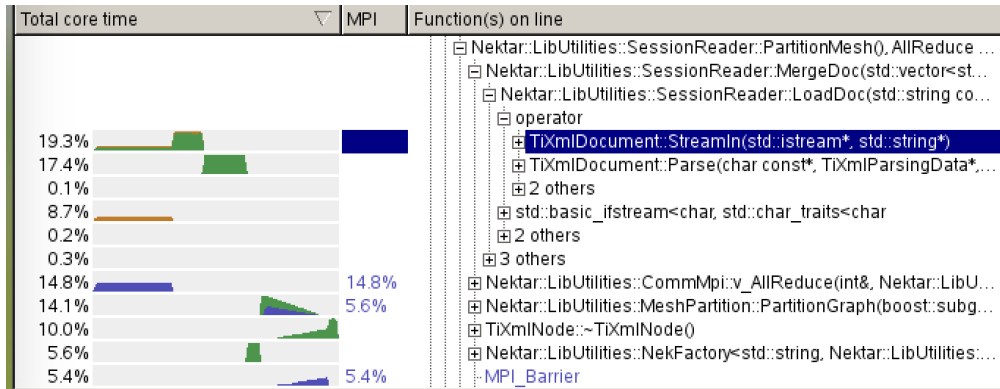 Total core time MPI Function(s) on line
Nektar::LibUtilities::SessionReader::PartitionMesh(), AllReduce ...
Nektar::LibUtilities::SessionReader::MergeDoc(std::vector<st...
Nektar::LibUtilities::SessionReader::LoadDoc(std::string co...
operator
19.3% TiXmlDocument::StreamIn(std::istream*, std::string*)
17.4% TiXmlDocument::Parse(char const*, TiXmlParsingData*,...
0.1% 2 others
8.7% std::basic_ifstream<char, std::char_traits<char
0.2% 2 others
0.3% 3 others
14.8% 14.8% Nektar::LibUtilities::CommMpi::v_AllReduce(int&, Nektar::LibU...
14.1% 5.6% Nektar::LibUtilities::MeshPartition::PartitionGraph(boost::subg...
10.0% TiXmlNode::~TiXmlNode()
5.6% Nektar::LibUtilities::NekFactory<std::string, Nektar::LibUtilities:...
5.4% 5.4% MPI_Barrier